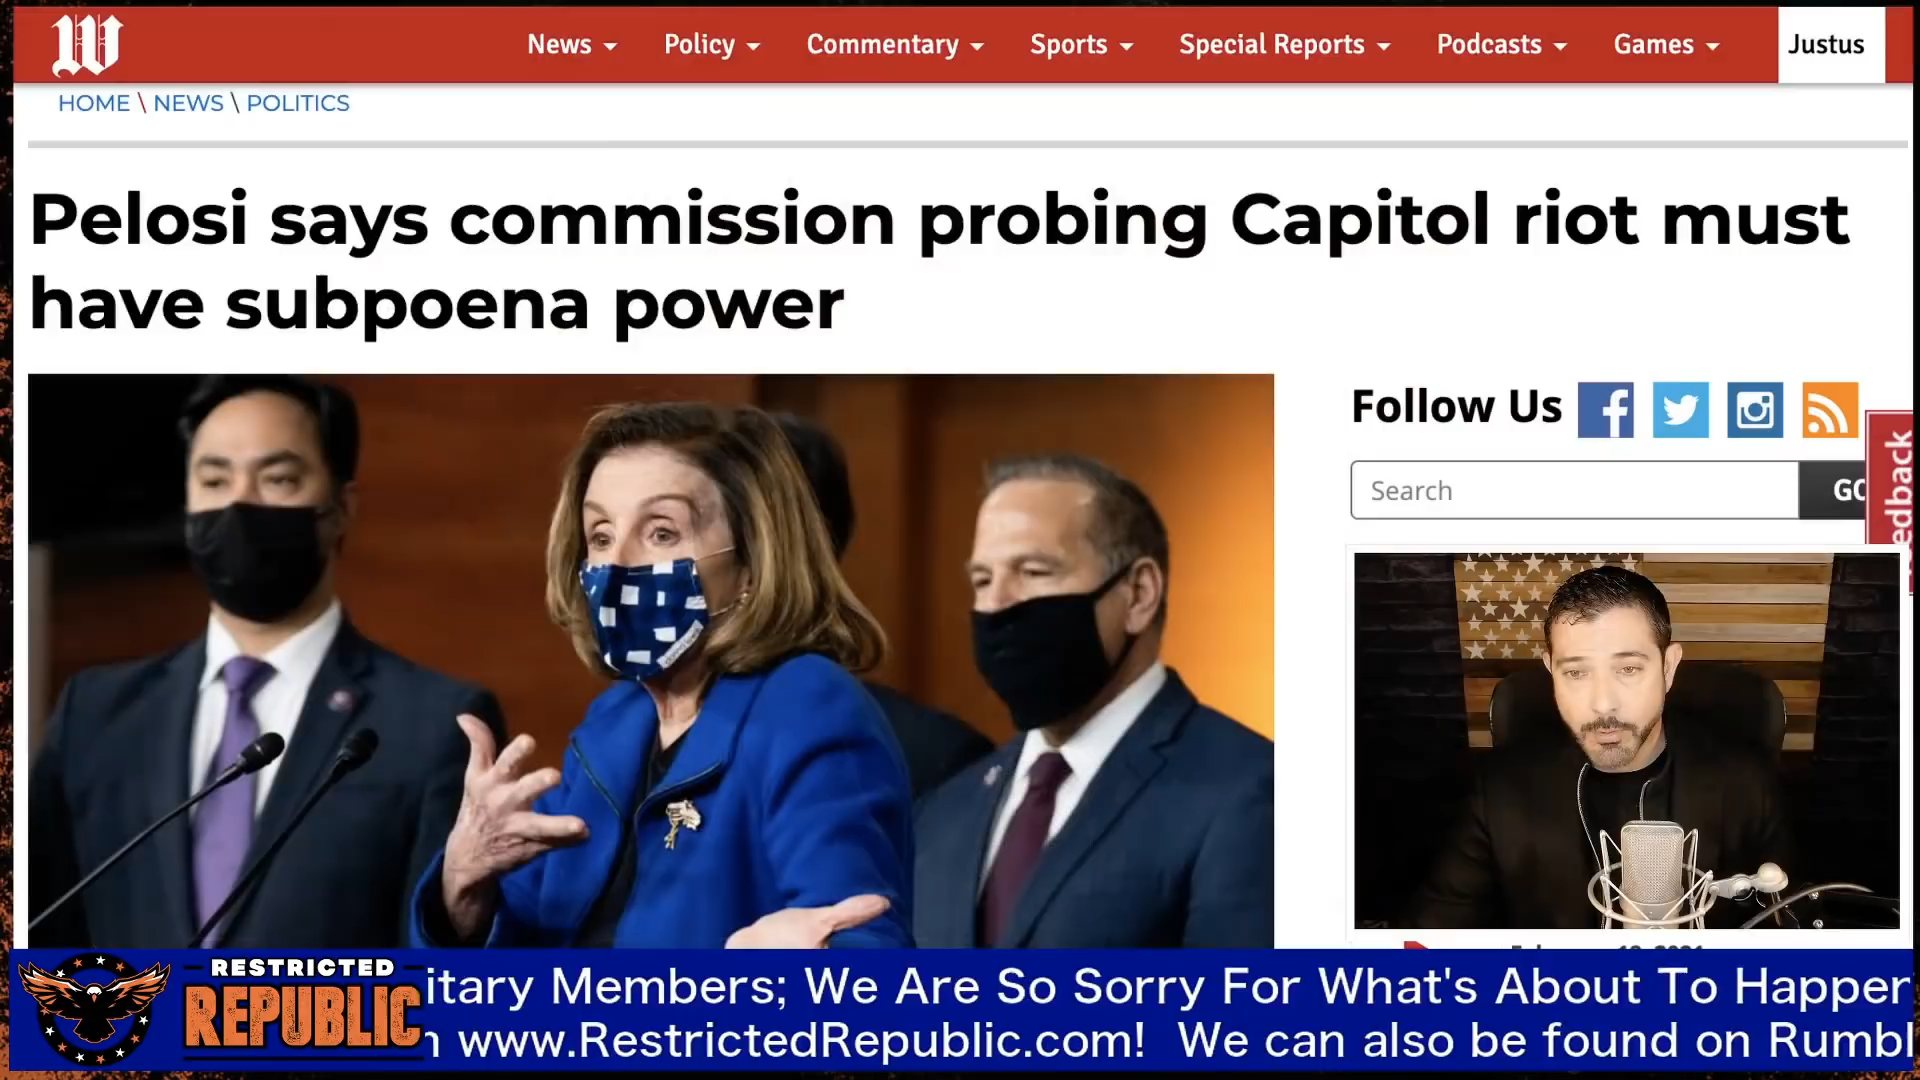 W
News Policy Commentary Sports Special Reports Podcasts Games Justus
HOME \ NEWS \ POLITICS
Pelosi says commission probing Capitol riot must
have subpoena power
Follow Us
Search
GO
edback
RESTRICTED
REPUBLIC
itary Members; We Are So Sorry For What's About To Happen
www.RestrictedRepublic.com! We can also be found on Rumbl